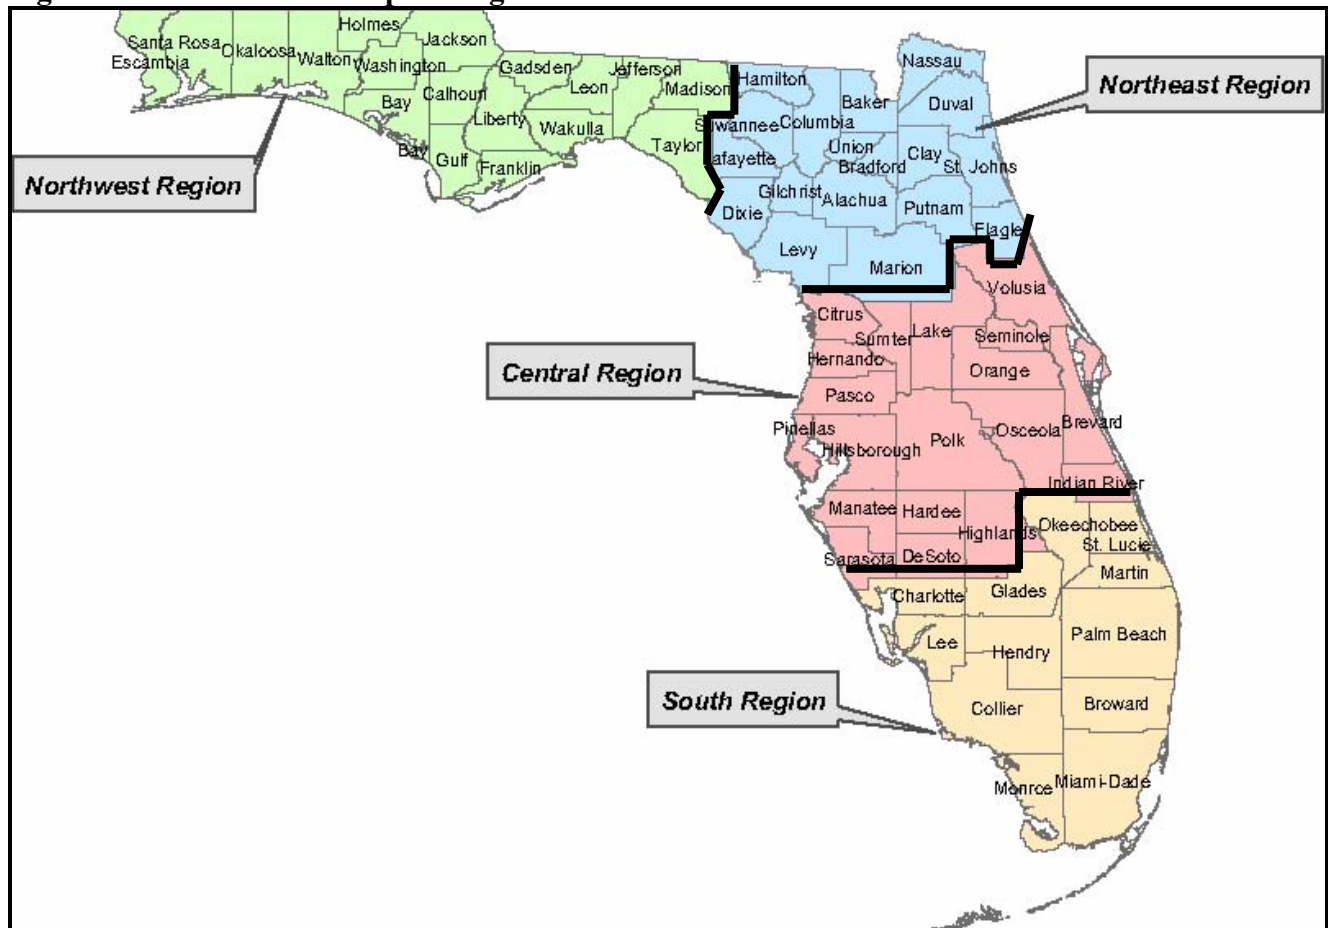 Holmes
Jackson
Santa Rosa
Okaloosa
Walton
Washington
Escambia
Gadsden
Jefferson
Leon
Madison
Bay
Calhoun
Liberty
Wakulla
Taylor
Bay
Gulf
Franklin
Northwest Region
Hamilton
Nassau
Baker
Duval
Suwannee
Columbia
Union
Lafayette
Bradford
Clay
St. Johns
Gilchrist
Alachua
Putnam
Dixie
Flagler
Levy
Marion
Northeast Region
Volusia
Citrus
Sumter
Lake
Seminole
Hernando
Orange
Central Region
Pasco
Pinellas
Hillsborough
Polk
Osceola
Brevard
Indian River
Manatee
Hardee
Highlands
Sarasota
DeSoto
Okeechobee
St. Lucie
Martin
Charlotte
Glades
Lee
Hendry
Palm Beach
South Region
Collier
Broward
Monroe
Miami-Dade